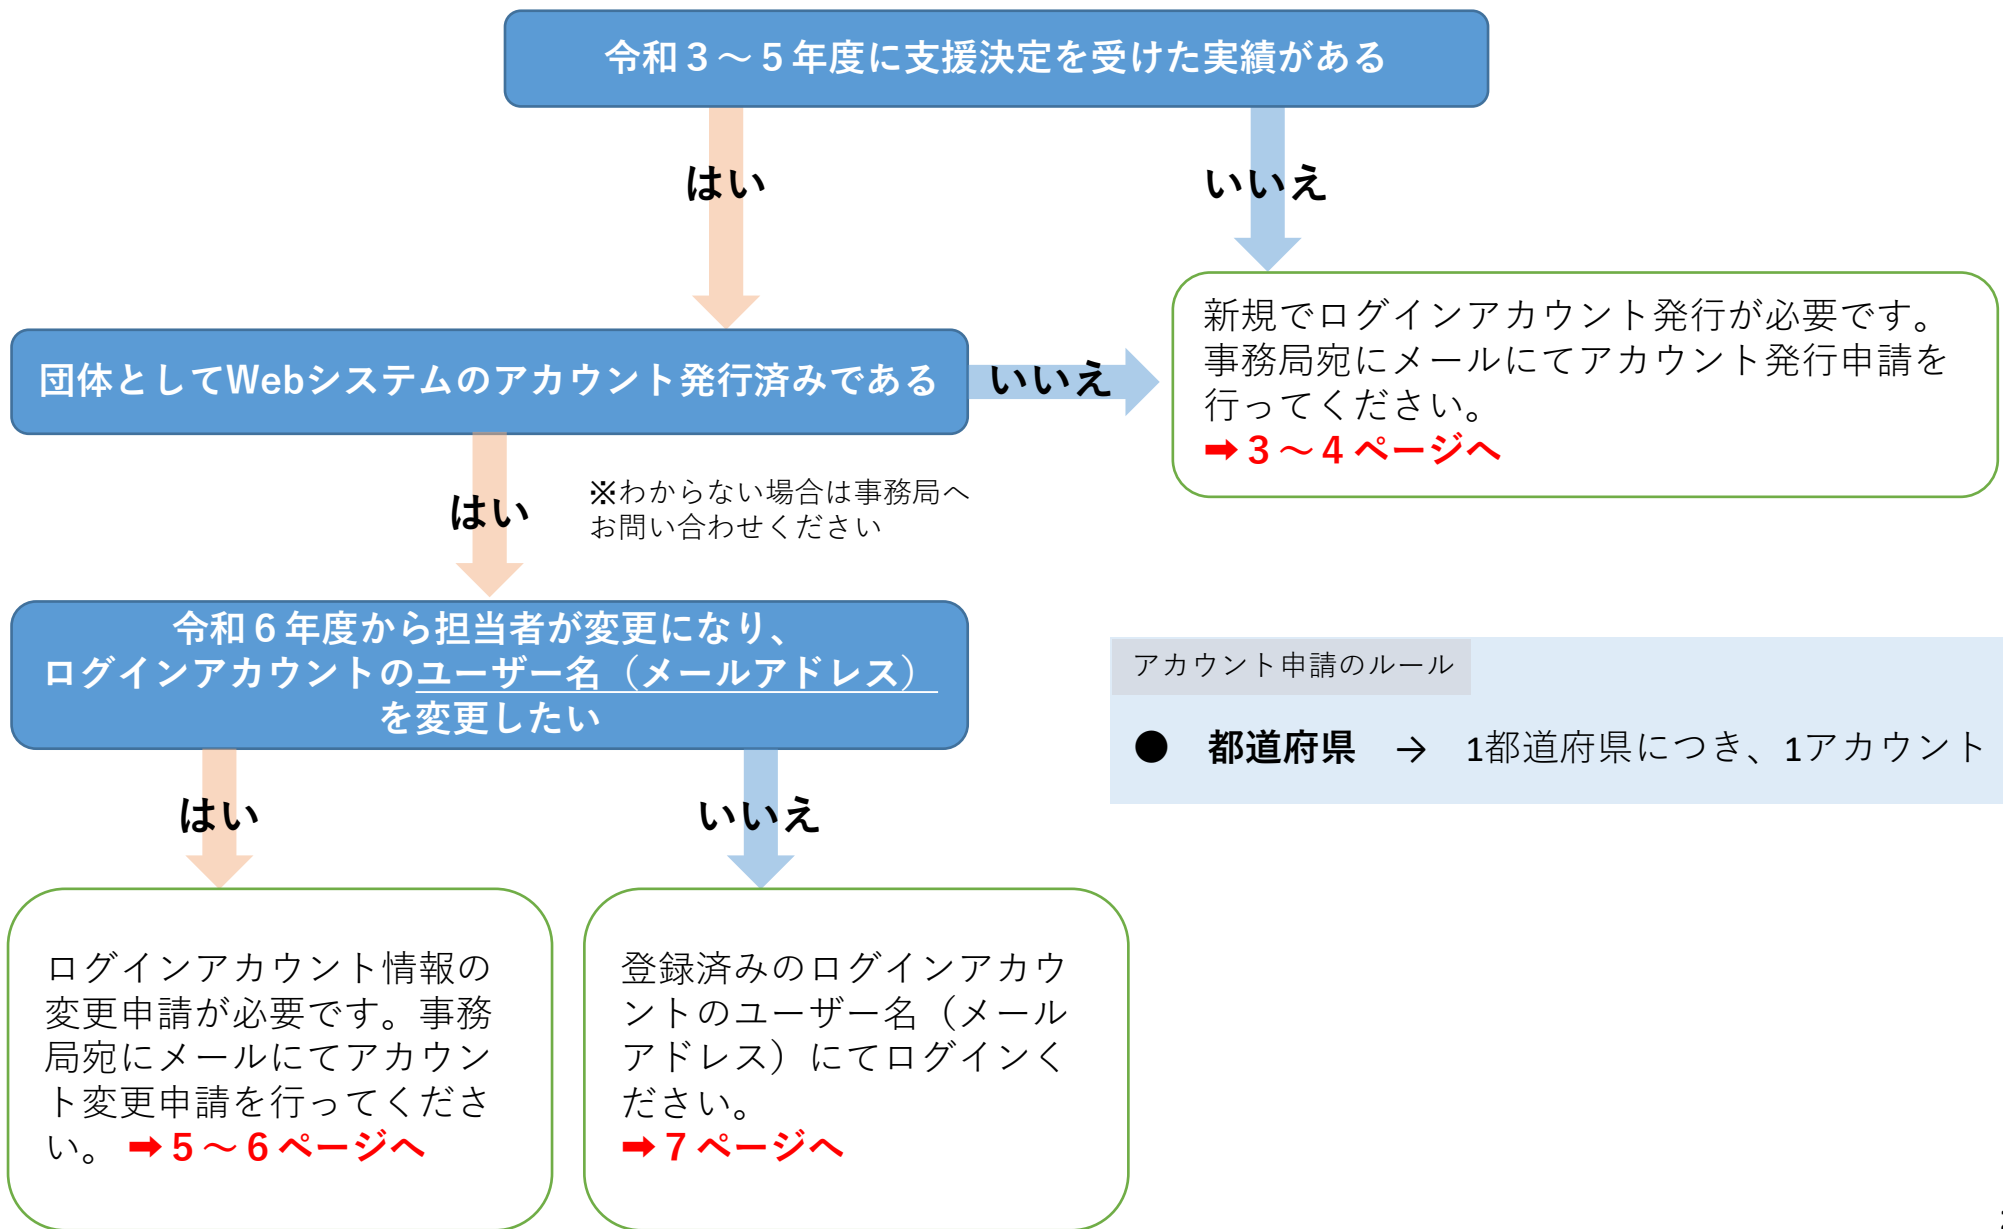 令和３～５年度に支援決定を受けた実績がある
はい
いいえ
新規でログインアカウント発行が必要です。
事務局宛にメールにてアカウント発行申請を
行ってください。
➡３～４ページへ
団体としてWebシステムのアカウント発行済みである
いいえ
はい
※わからない場合は事務局へ
お問い合わせください
令和６年度から担当者が変更になり、
ログインアカウントのユーザー名（メールアドレス）
を変更したい
アカウント申請のルール
● 都道府県 → 1都道府県につき、1アカウント
はい
いいえ
ログインアカウント情報の
変更申請が必要です。事務
局宛にメールにてアカウン
ト変更申請を行ってくださ
い。 ➡５～６ページへ
登録済みのログインアカウ
ントのユーザー名（メール
アドレス）にてログインく
ださい。
➡７ページへ